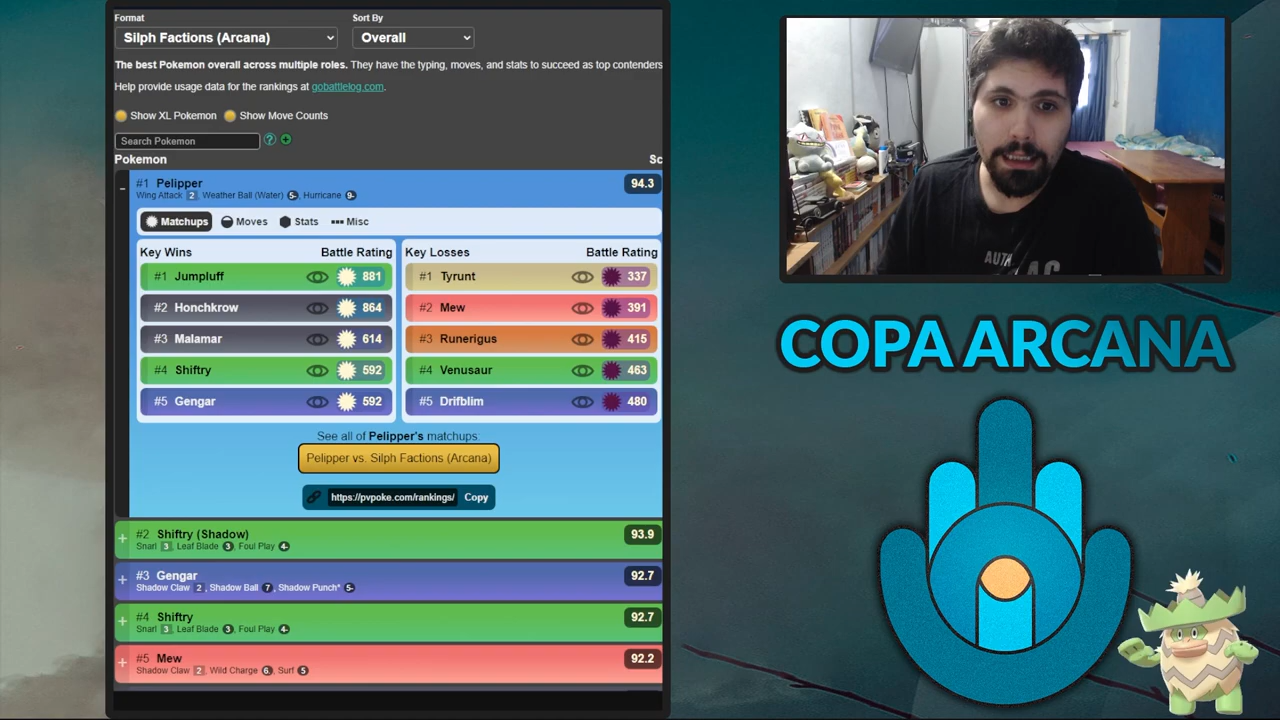 Format
Sort By
Silph Factions (Arcana)
Overall
The best Pokemon overall across multiple roles. They have the typing, moves, and stats to succeed as top contenders
Help provide usage data for the rankings at gobattlelog.com.
Show XL Pokemon
Show Move Counts
Search Pokemon
?
+
Pokemon
Sc
- #1 Pelipper 94.3
Wing Attack 2, Weather Ball (Water) 5-, Hurricane 9-
Matchups
Moves
Stats
Misc
Key Wins Battle Rating
#1 Jumpluff 881
#2 Honchkrow 864
#3 Malamar 614
#4 Shiftry 592
#5 Gengar 592
Key Losses Battle Rating
#1 Tyrunt 337
#2 Mew 391
#3 Runerigus 415
#4 Venusaur 463
#5 Drifblim 480
See all of Pelipper's matchups:
Pelipper vs. Silph Factions (Arcana)
https://pvpoke.com/rankings/ Copy
+ #2 Shiftry (Shadow) 93.9
Snarl 3, Leaf Blade 3, Foul Play 4-
+ #3 Gengar 92.7
Shadow Claw 2, Shadow Ball 7, Shadow Punch* 5-
+ #4 Shiftry 92.7
Snarl 3, Leaf Blade 3, Foul Play 4-
+ #5 Mew 92.2
Shadow Claw 2, Wild Charge 6, Surf 5
COPA ARCANA